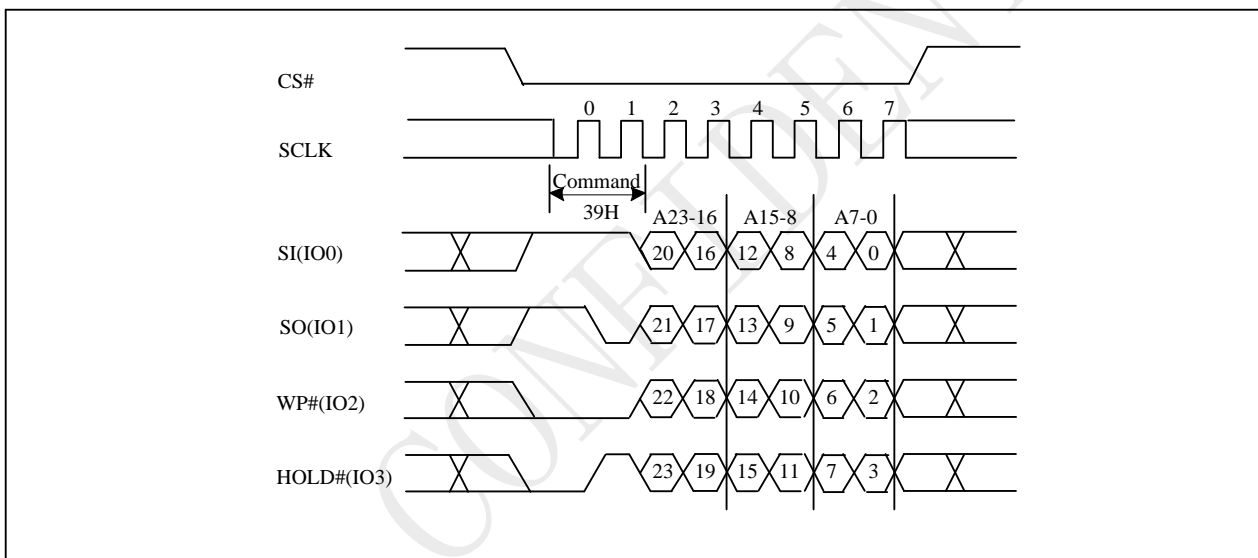 CONFIDEN
CS#
0 1 2 3 4 5 6 7
SCLK
Command
39H
A23-16 A15-8 A7-0
SI(IO0) 20 16 12 8 4 0
SO(IO1) 21 17 13 9 5 1
WP#(IO2) 22 18 14 10 6 2
HOLD#(IO3) 23 19 15 11 7 3